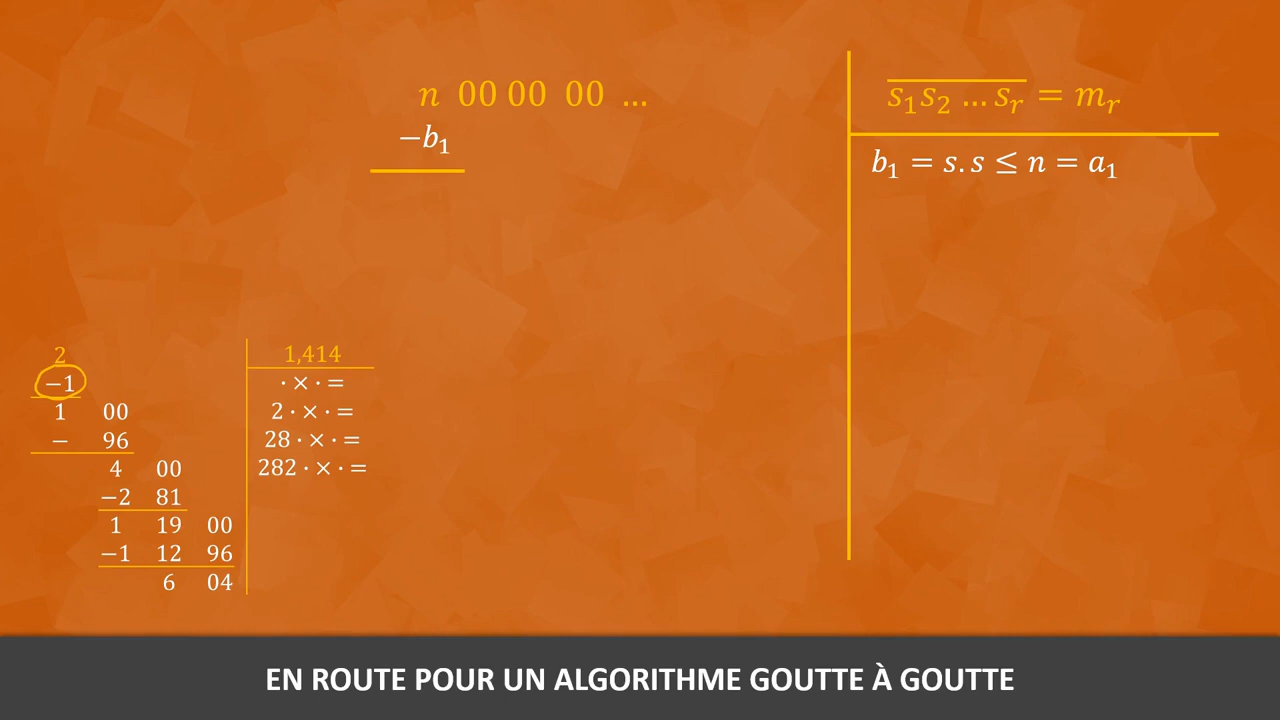 n 00 00 00 …
−b₁
s₁s₂ … sᵣ = mᵣ
b₁ = s.s ≤ n = a₁
2
−1
1 00
− 96
4 00
−2 81
1 19 00
−1 12 96
6 04
1,414
· × · =
2 · × · =
28 · × · =
282 · × · =
EN ROUTE POUR UN ALGORITHME GOUTTE À GOUTTE